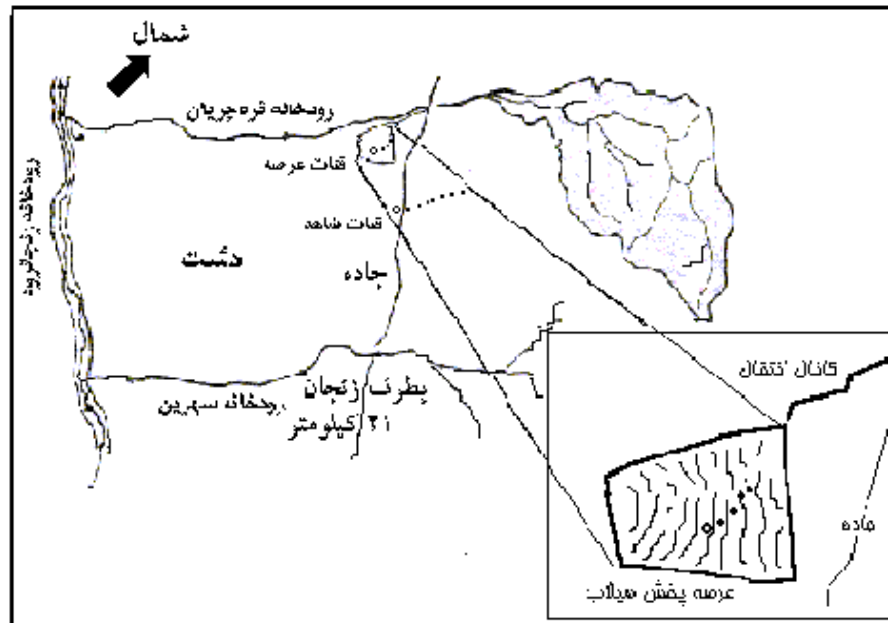 شمال
رودخانه قره چریان
قنات عرصه
رودخانه زنجانرود
قنات شاهد
دشت
جاده
بطرف زنجان
۲۱ کیلومتر
رودخانه سهرین
کانال انتقال
جاده
عرصه پخش سیلاب